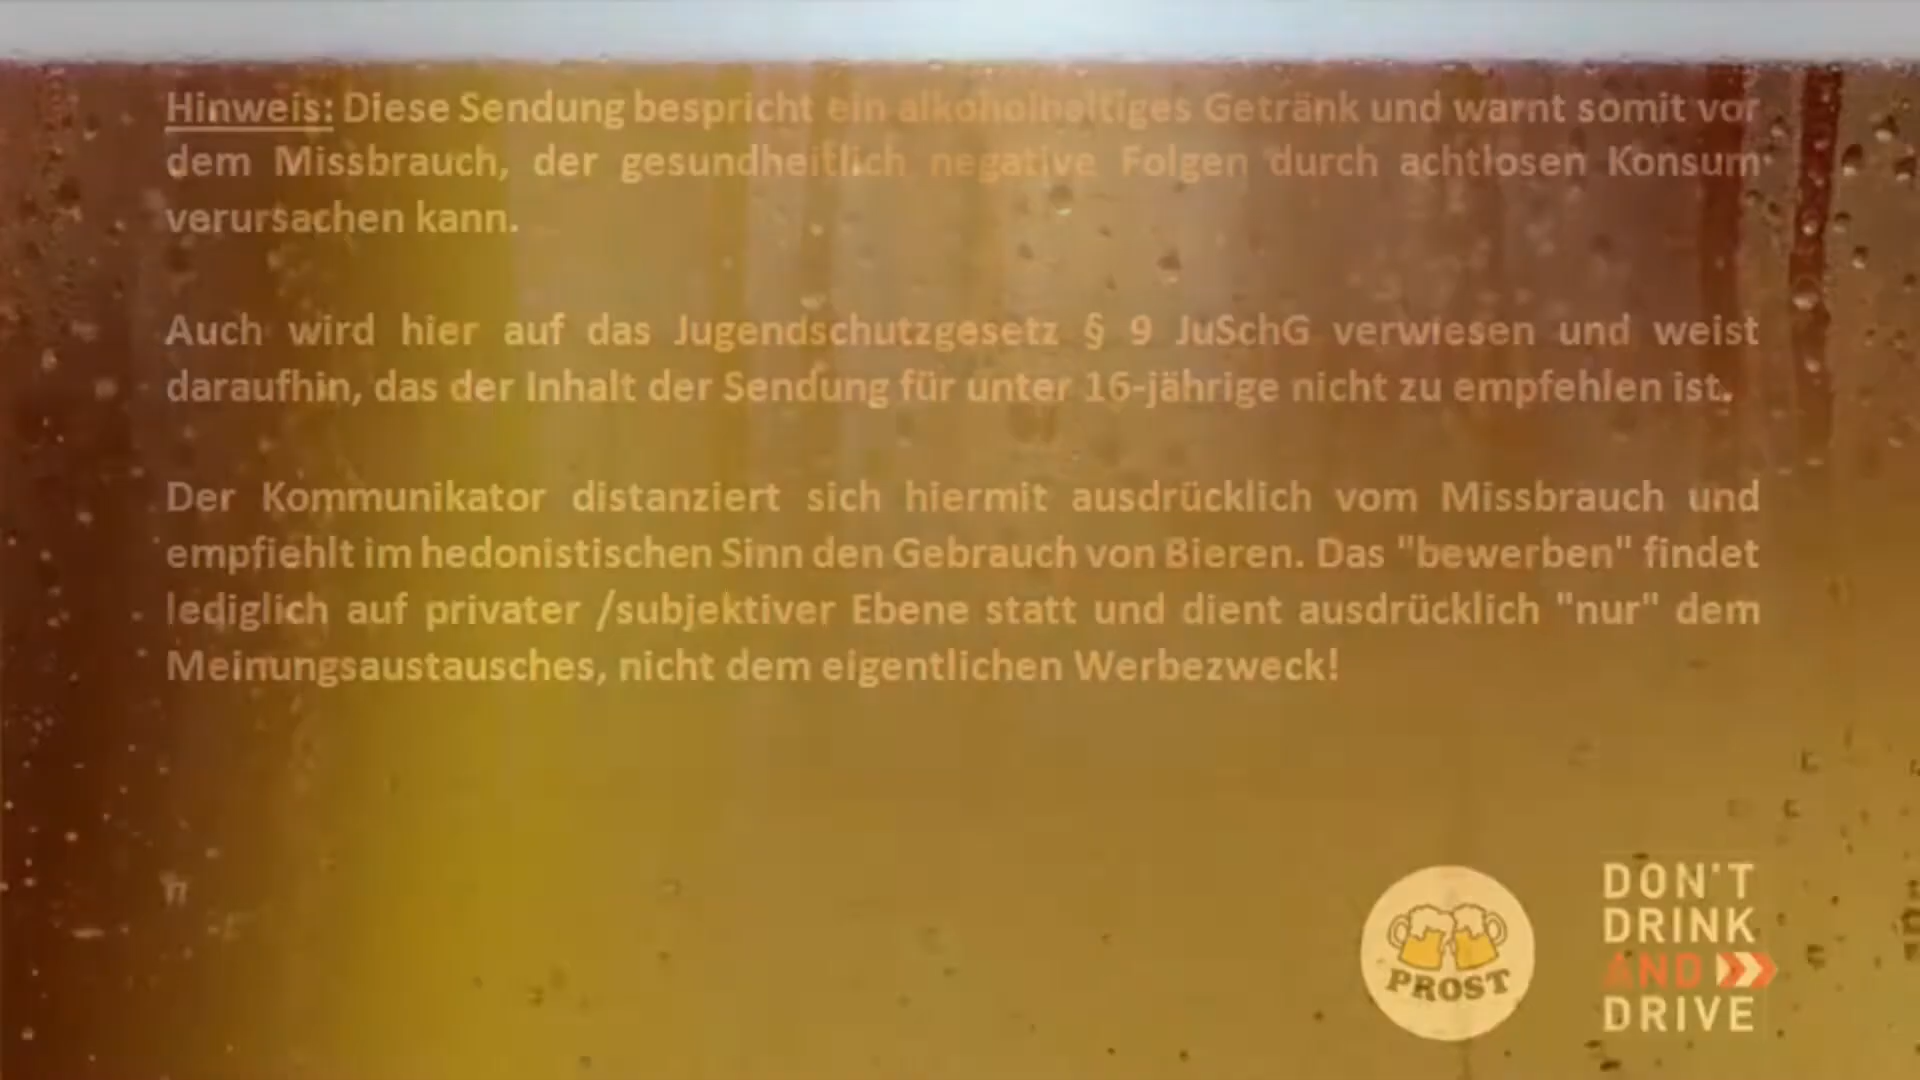 Hinweis: Diese Sendung bespricht ein alkoholhaltiges Getränk und warnt somit vor
dem Missbrauch, der gesundheitlich negative Folgen durch achtlosen Konsum
verursachen kann.
Auch wird hier auf das Jugendschutzgesetz § 9 JuSchG verwiesen und weist
daraufhin, das der Inhalt der Sendung für unter 16-jährige nicht zu empfehlen ist.
Der Kommunikator distanziert sich hiermit ausdrücklich vom Missbrauch und
empfiehlt im hedonistischen Sinn den Gebrauch von Bieren. Das "bewerben" findet
lediglich auf privater /subjektiver Ebene statt und dient ausdrücklich "nur" dem
Meinungsaustausches, nicht dem eigentlichen Werbezweck!
PROST
DON'T
DRINK
AND
DRIVE